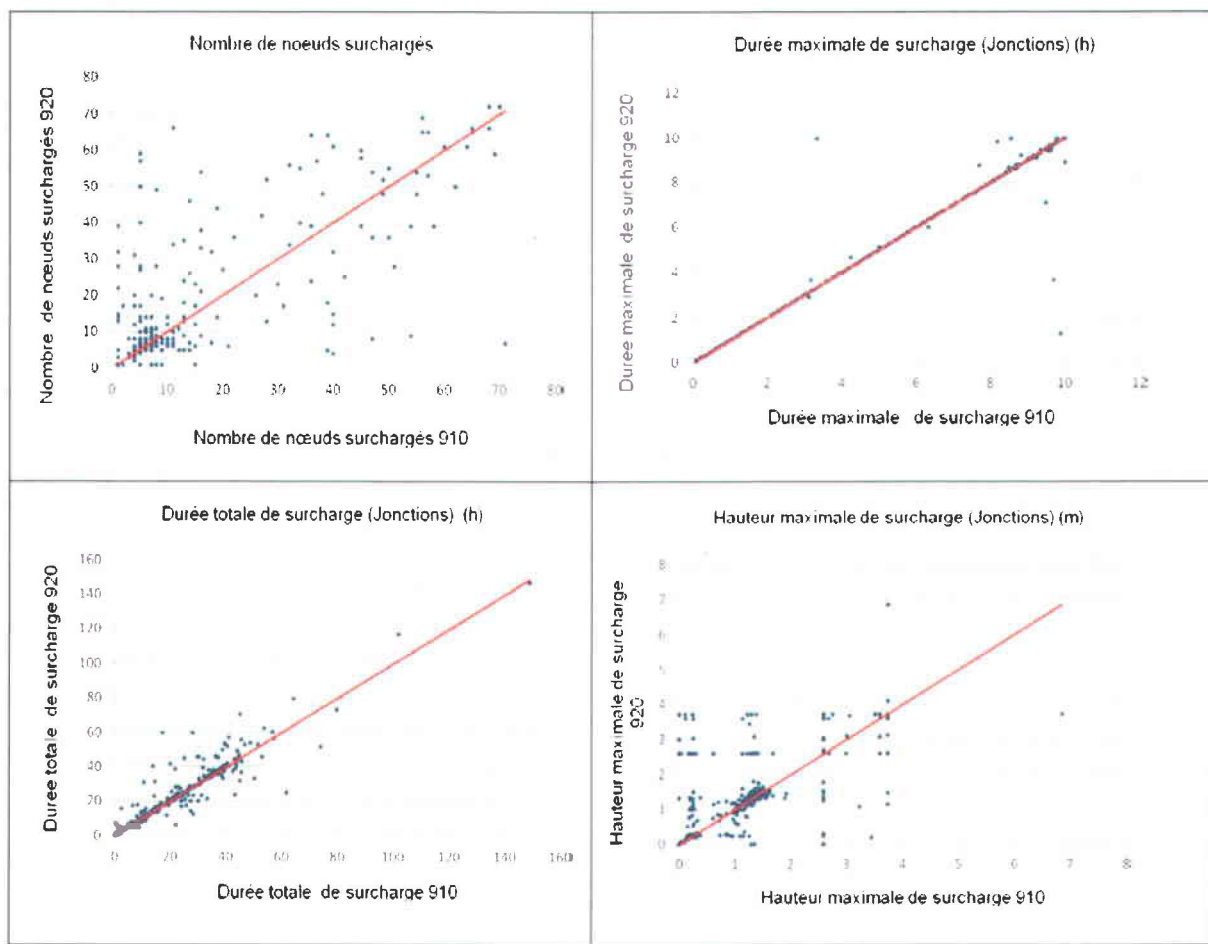 Nombre de noeuds surchargés
80
70
60
50
40
30
20
10
0
Nombre de nœuds surchargés 920
0 10 20 30 40 50 60 70 80
Nombre de nœuds surchargés 910
Durée maximale de surcharge (Jonctions) (h)
12
10
8
6
4
2
0
Durée maximale de surcharge 920
0 2 4 6 8 10 12
Durée maximale de surcharge 910
Durée totale de surcharge (Jonctions) (h)
160
140
120
100
80
60
40
20
0
Durée totale de surcharge 920
0 20 40 60 80 100 120 140 160
Durée totale de surcharge 910
Hauteur maximale de surcharge (Jonctions) (m)
8
7
6
5
4
3
2
1
0
Hauteur maximale de surcharge
920
0 1 2 3 4 5 6 7 8
Hauteur maximale de surcharge 910